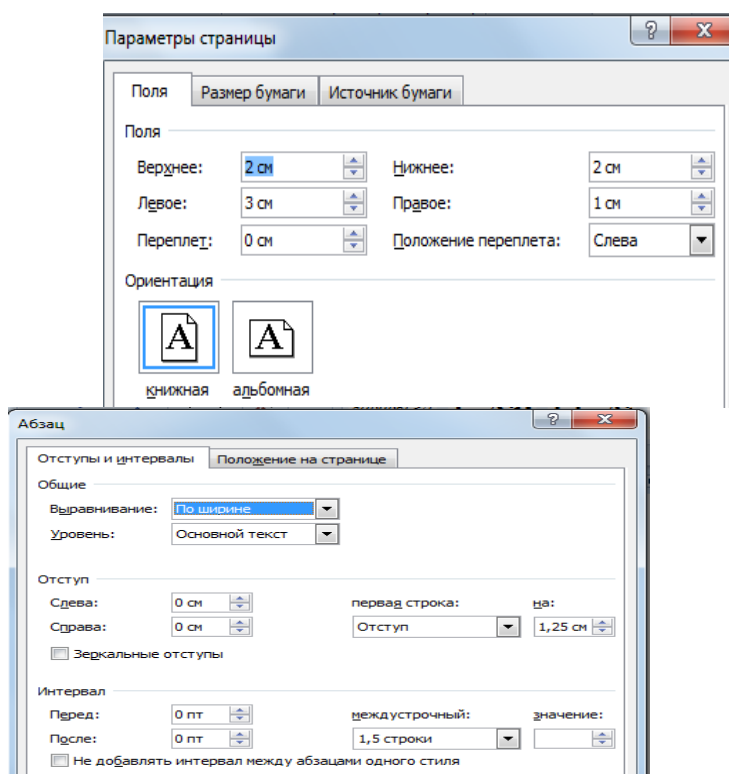 Параметры страницы
Поля Размер бумаги Источник бумаги
Поля
Верхнее: 2 см Нижнее: 2 см
Левое: 3 см Правое: 1 см
Переплет: 0 см Положение переплета: Слева
Ориентация
A A
книжная альбомная
Абзац
Отступы и интервалы Положение на странице
Общие
Выравнивание: По ширине
Уровень: Основной текст
Отступ
Слева: 0 см первая строка: на:
Справа: 0 см Отступ 1,25 см
Зеркальные отступы
Интервал
Перед: 0 пт междустрочный: значение:
После: 0 пт 1,5 строки
Не добавлять интервал между абзацами одного стиля